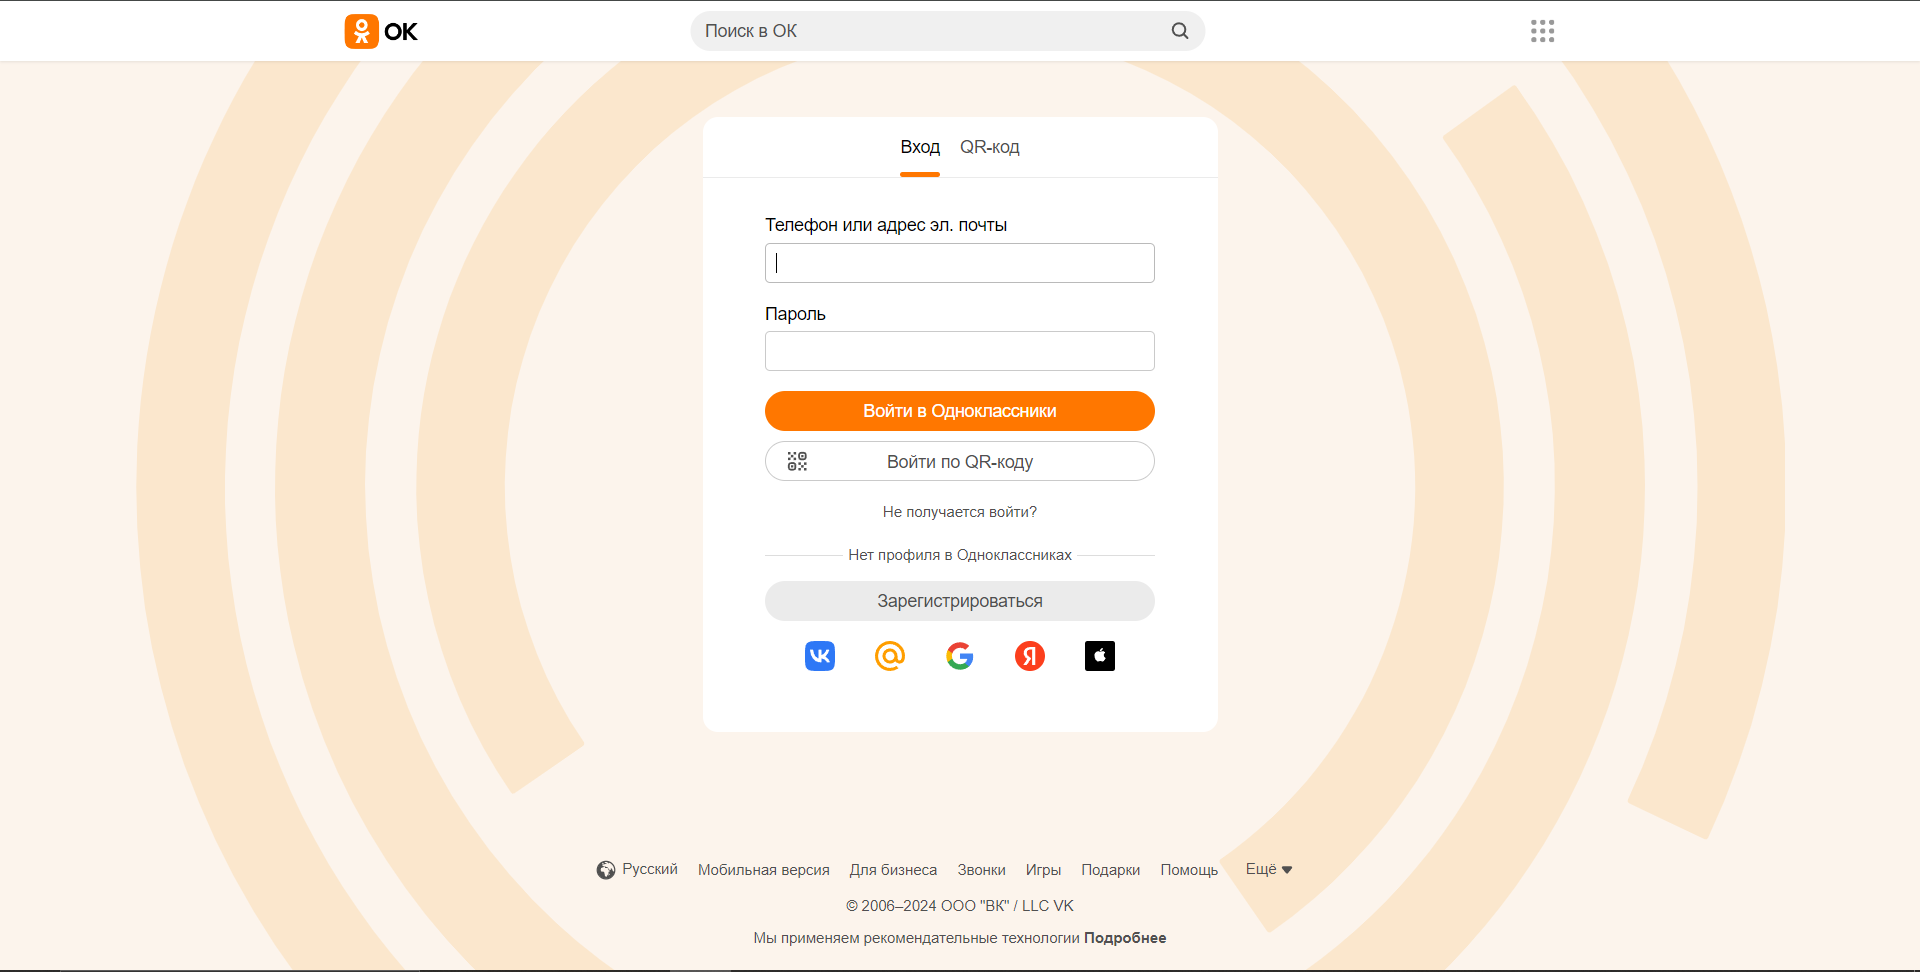 ОК
Поиск в ОК
Вход QR-код
Телефон или адрес эл. почты
Пароль
Войти в Одноклассники
Войти по QR-коду
Не получается войти?
Нет профиля в Одноклассниках
Зарегистрироваться
Русский Мобильная версия Для бизнеса Звонки Игры Подарки Помощь Ещё
© 2006–2024 ООО "ВК" / LLC VK
Мы применяем рекомендательные технологии Подробнее